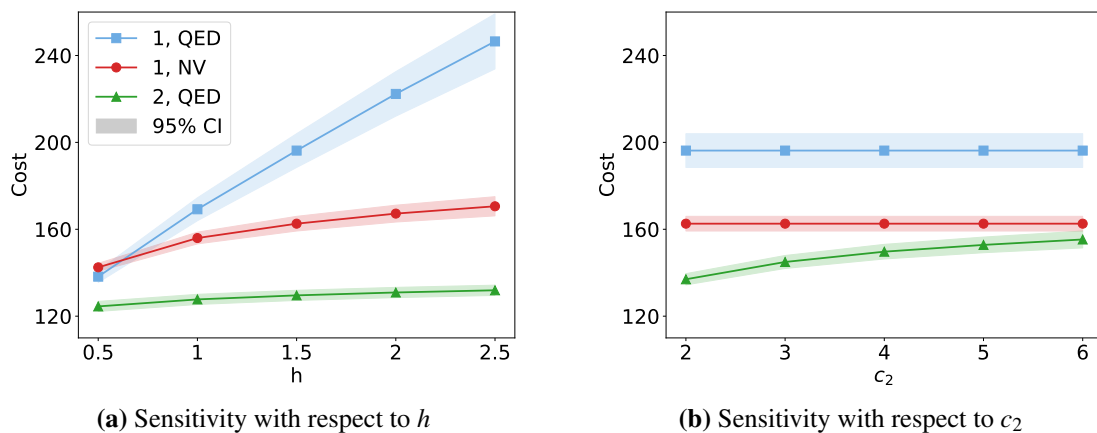 240
200
160
120
Cost
1, QED
1, NV
2, QED
95% CI
0.5 1 1.5 2 2.5
h
(a) Sensitivity with respect to h
240
200
160
120
Cost
2 3 4 5 6
c₂
(b) Sensitivity with respect to c₂